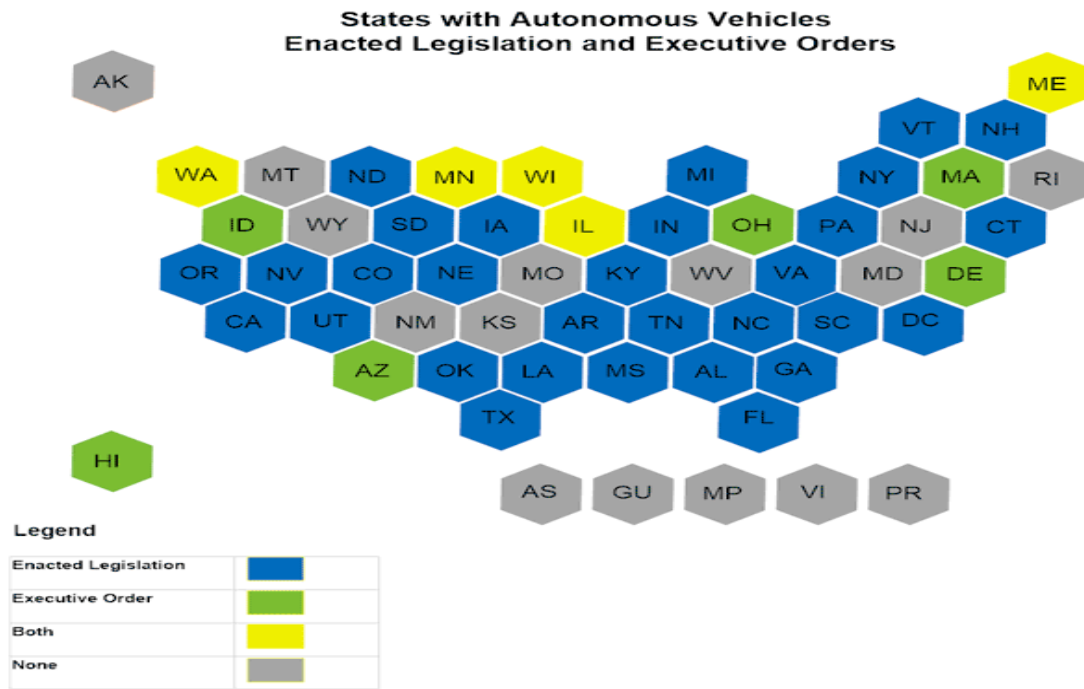 States with Autonomous Vehicles
Enacted Legislation and Executive Orders
AK
ME
VT NH
WA MT ND MN WI MI NY MA RI
ID WY SD IA IL IN OH PA NJ CT
OR NV CO NE MO KY WV VA MD DE
CA UT NM KS AR TN NC SC DC
AZ OK LA MS AL GA
TX FL
HI
AS GU MP VI PR
Legend
Enacted Legislation
Executive Order
Both
None